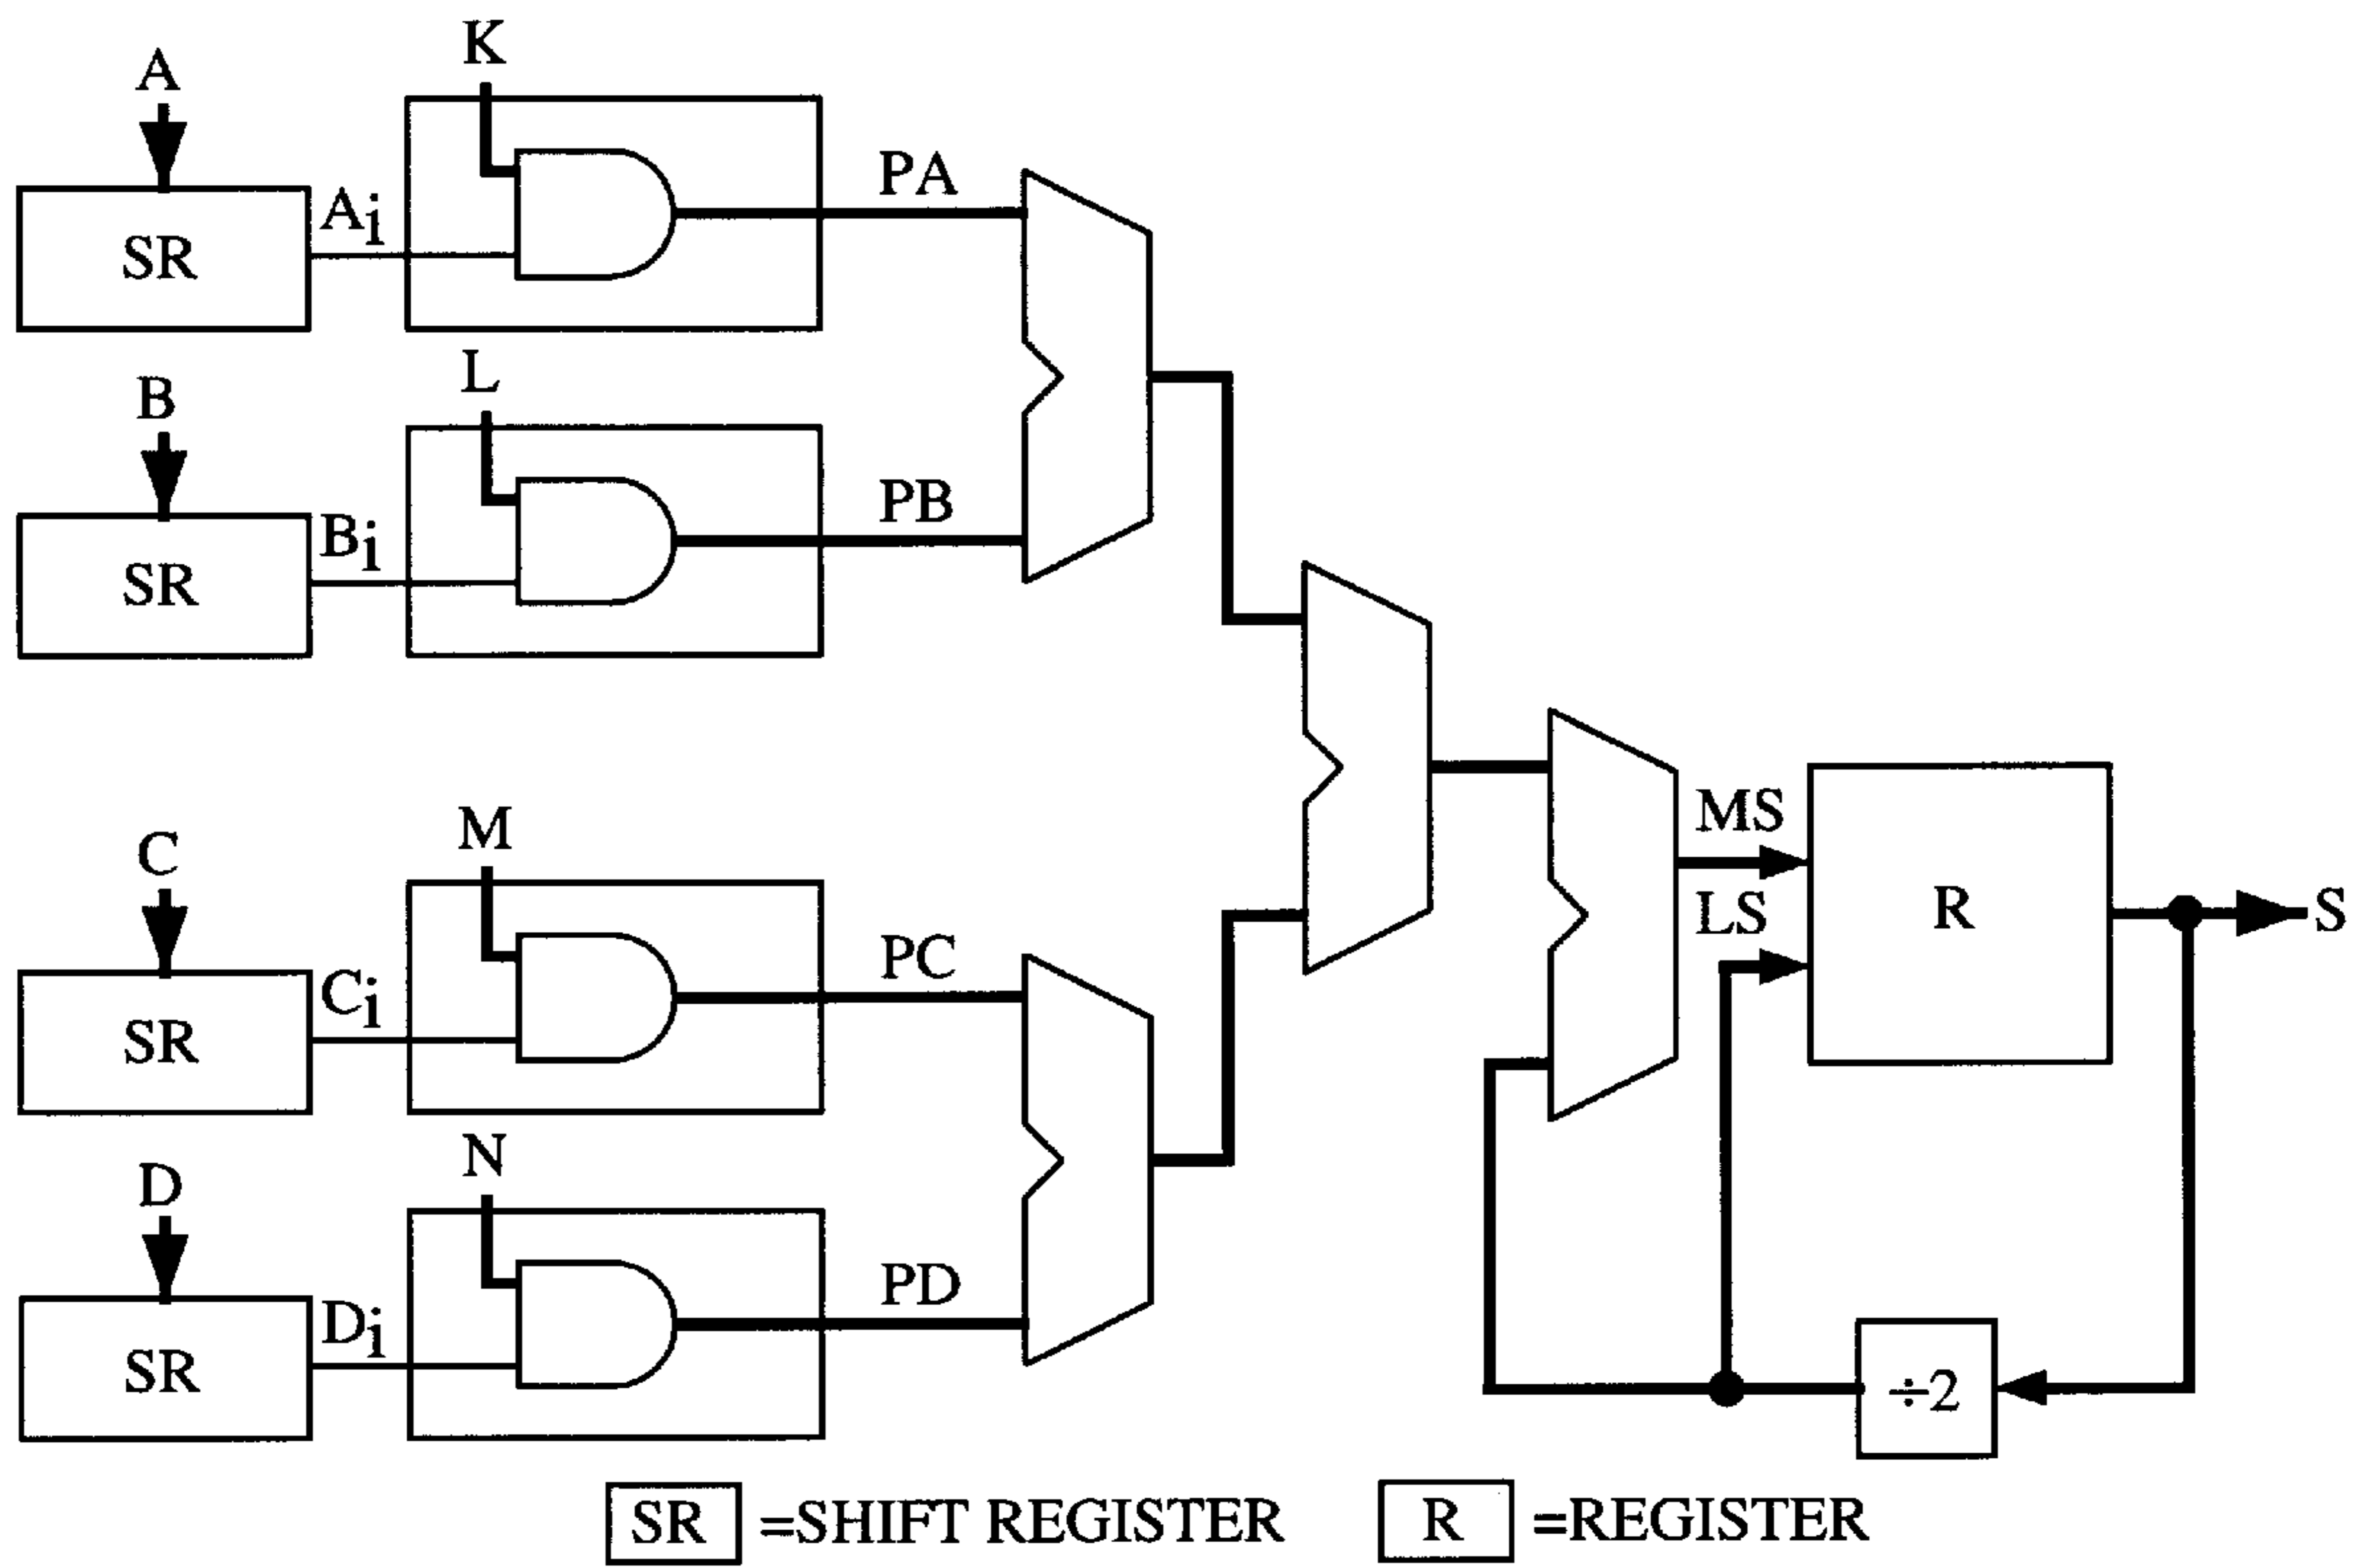 K
A
PA
Ai
SR
L
B
PB
Bi
SR
M
C
MS
LS
R
S
PC
Ci
SR
N
D
PD
Di
SR
÷2
SR =SHIFT REGISTER
R =REGISTER